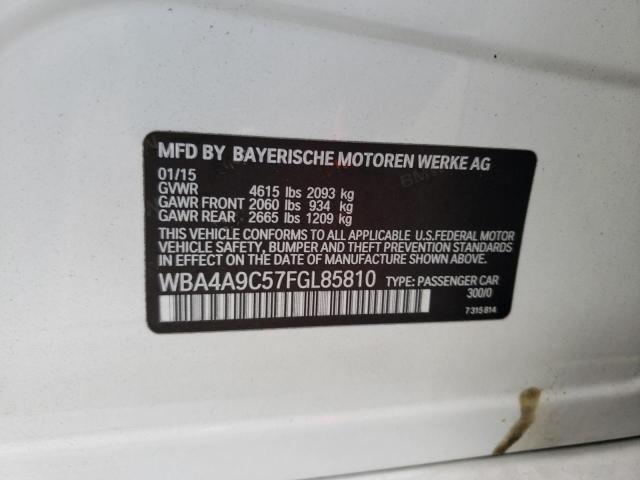 MFD BY BAYERISCHE MOTOREN WERKE AG
01/15
GVWR 4615 lbs 2093 kg
GAWR FRONT 2060 lbs 934 kg
GAWR REAR 2665 lbs 1209 kg
THIS VEHICLE CONFORMS TO ALL APPLICABLE U.S.FEDERAL MOTOR
VEHICLE SAFETY, BUMPER AND THEFT PREVENTION STANDARDS
IN EFFECT ON THE DATE OF MANUFACTURE SHOWN ABOVE.
WBA4A9C57FGL85810 TYPE: PASSENGER CAR
300/0
7 315 814